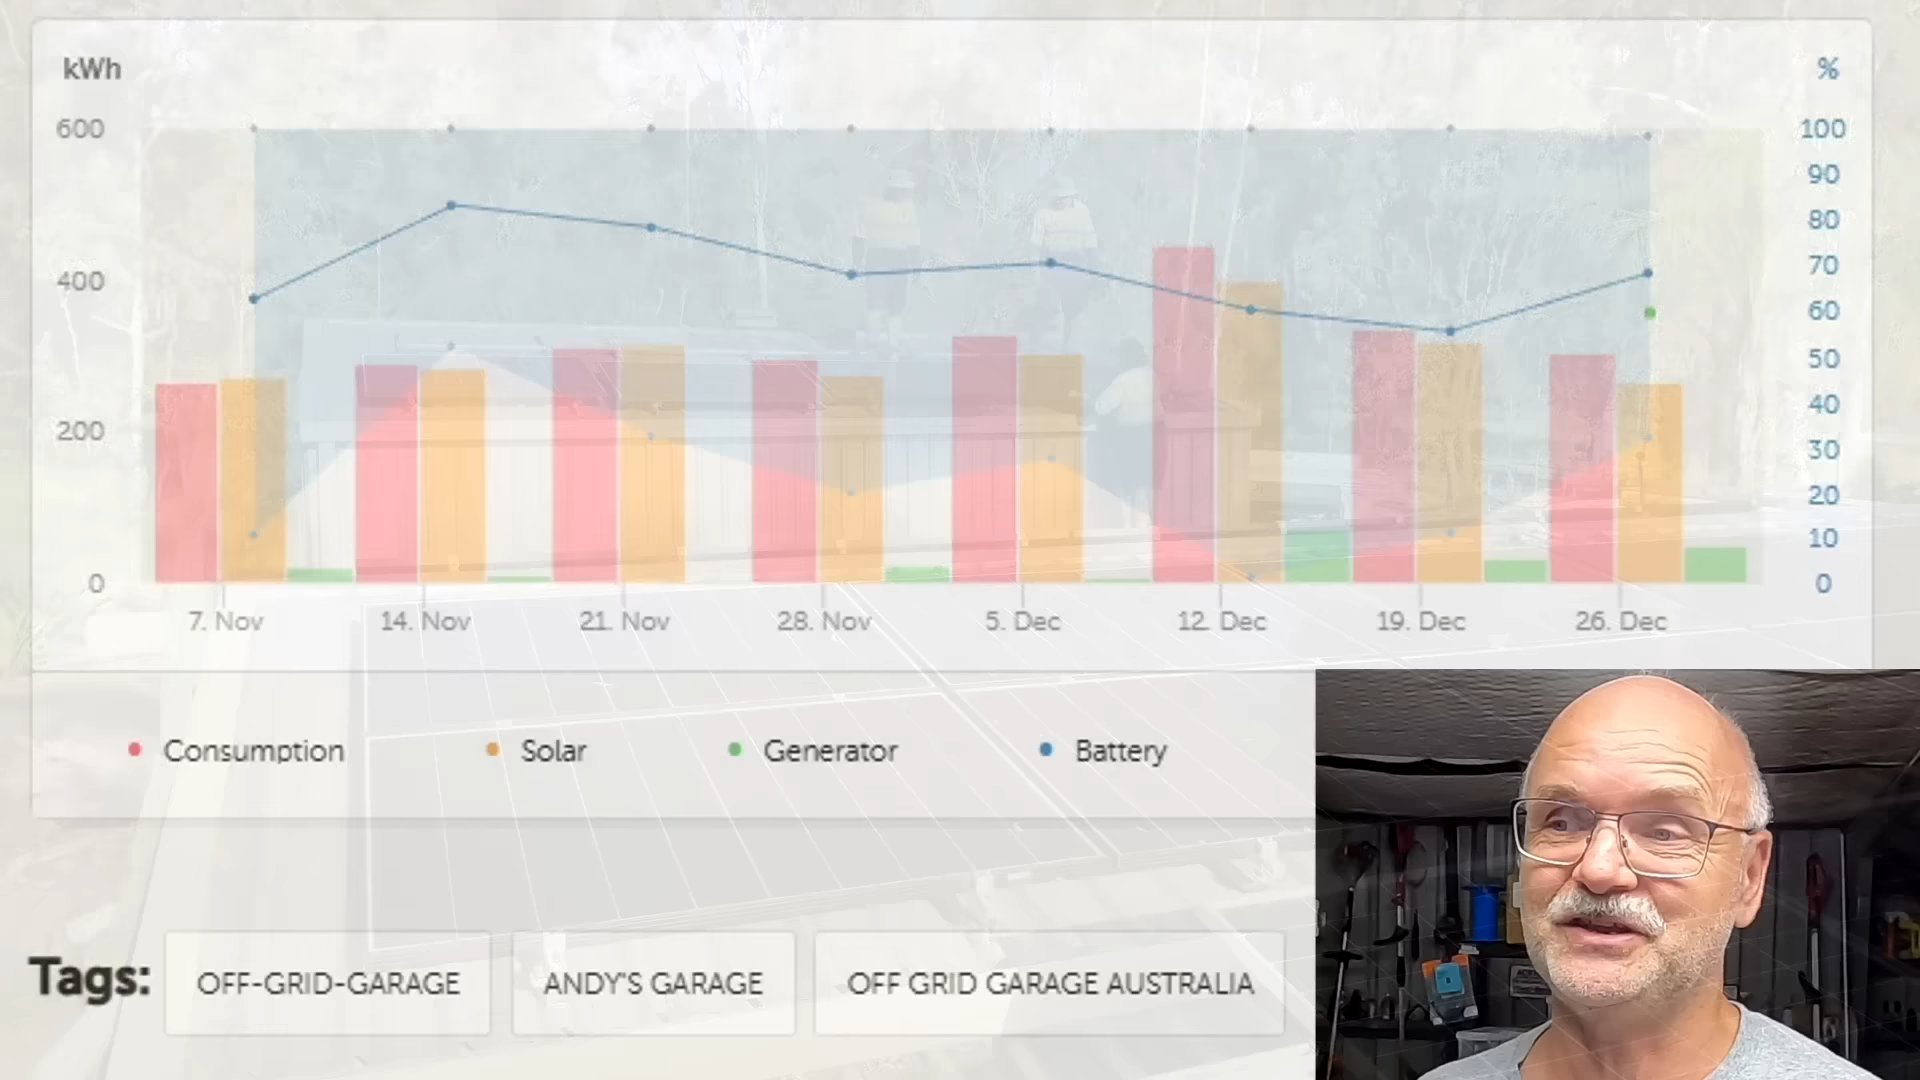 kWh
%
600
400
200
0
100
90
80
70
60
50
40
30
20
10
0
7. Nov
14. Nov
21. Nov
28. Nov
5. Dec
12. Dec
19. Dec
26. Dec
Consumption
Solar
Generator
Battery
Tags:
OFF-GRID-GARAGE
ANDY'S GARAGE
OFF GRID GARAGE AUSTRALIA